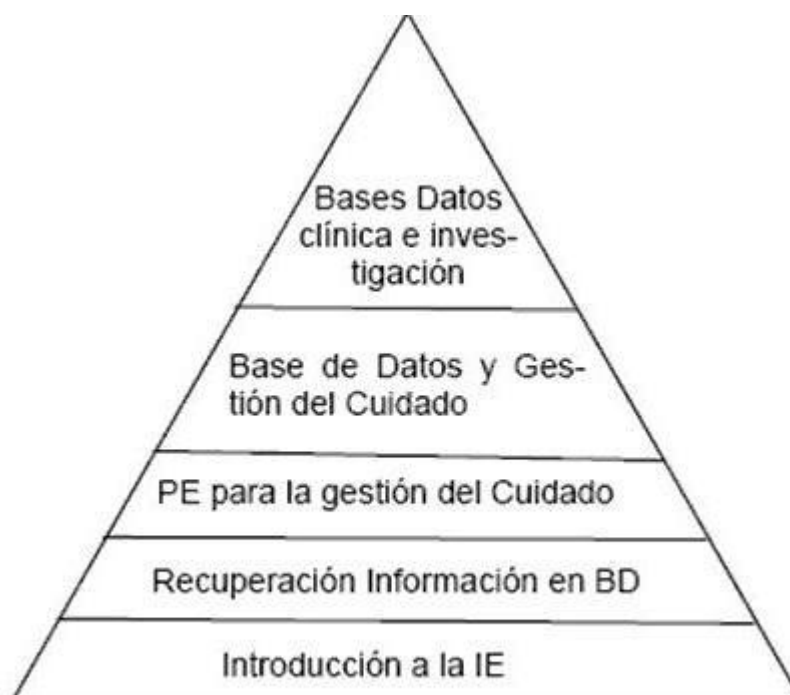 Bases Datos
clínica e inves-
tigación
Base de Datos y Ges-
tión del Cuidado
PE para la gestión del Cuidado
Recuperación Información en BD
Introducción a la IE